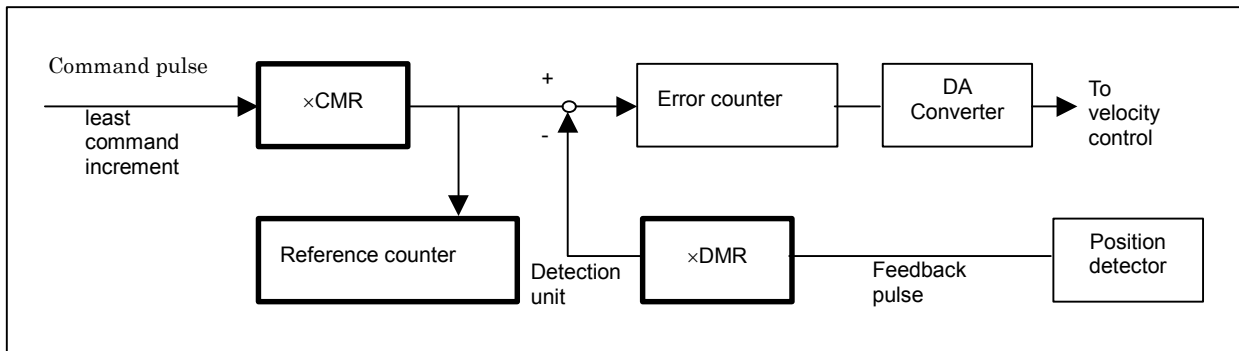 Command pulse
least
command
increment
×CMR
+
-
Error counter
DA
Converter
To
velocity
control
Reference counter
Detection
unit
×DMR
Feedback
pulse
Position
detector